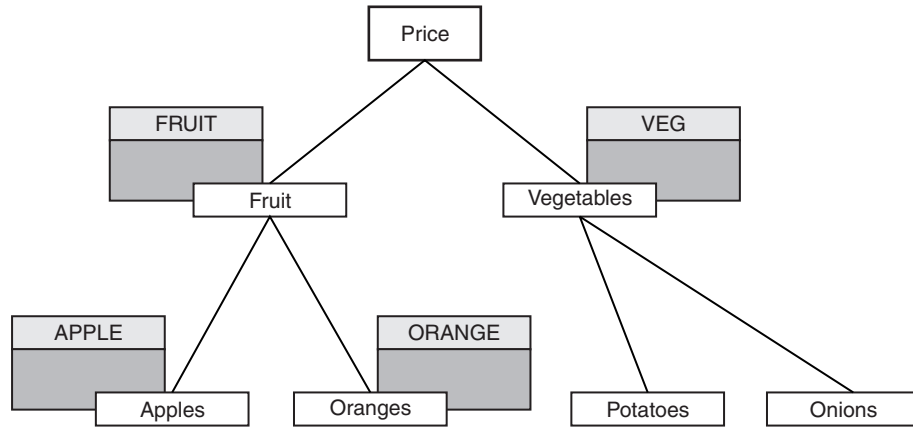 Price
FRUIT
VEG
Fruit
Vegetables
APPLE
ORANGE
Apples
Oranges
Potatoes
Onions